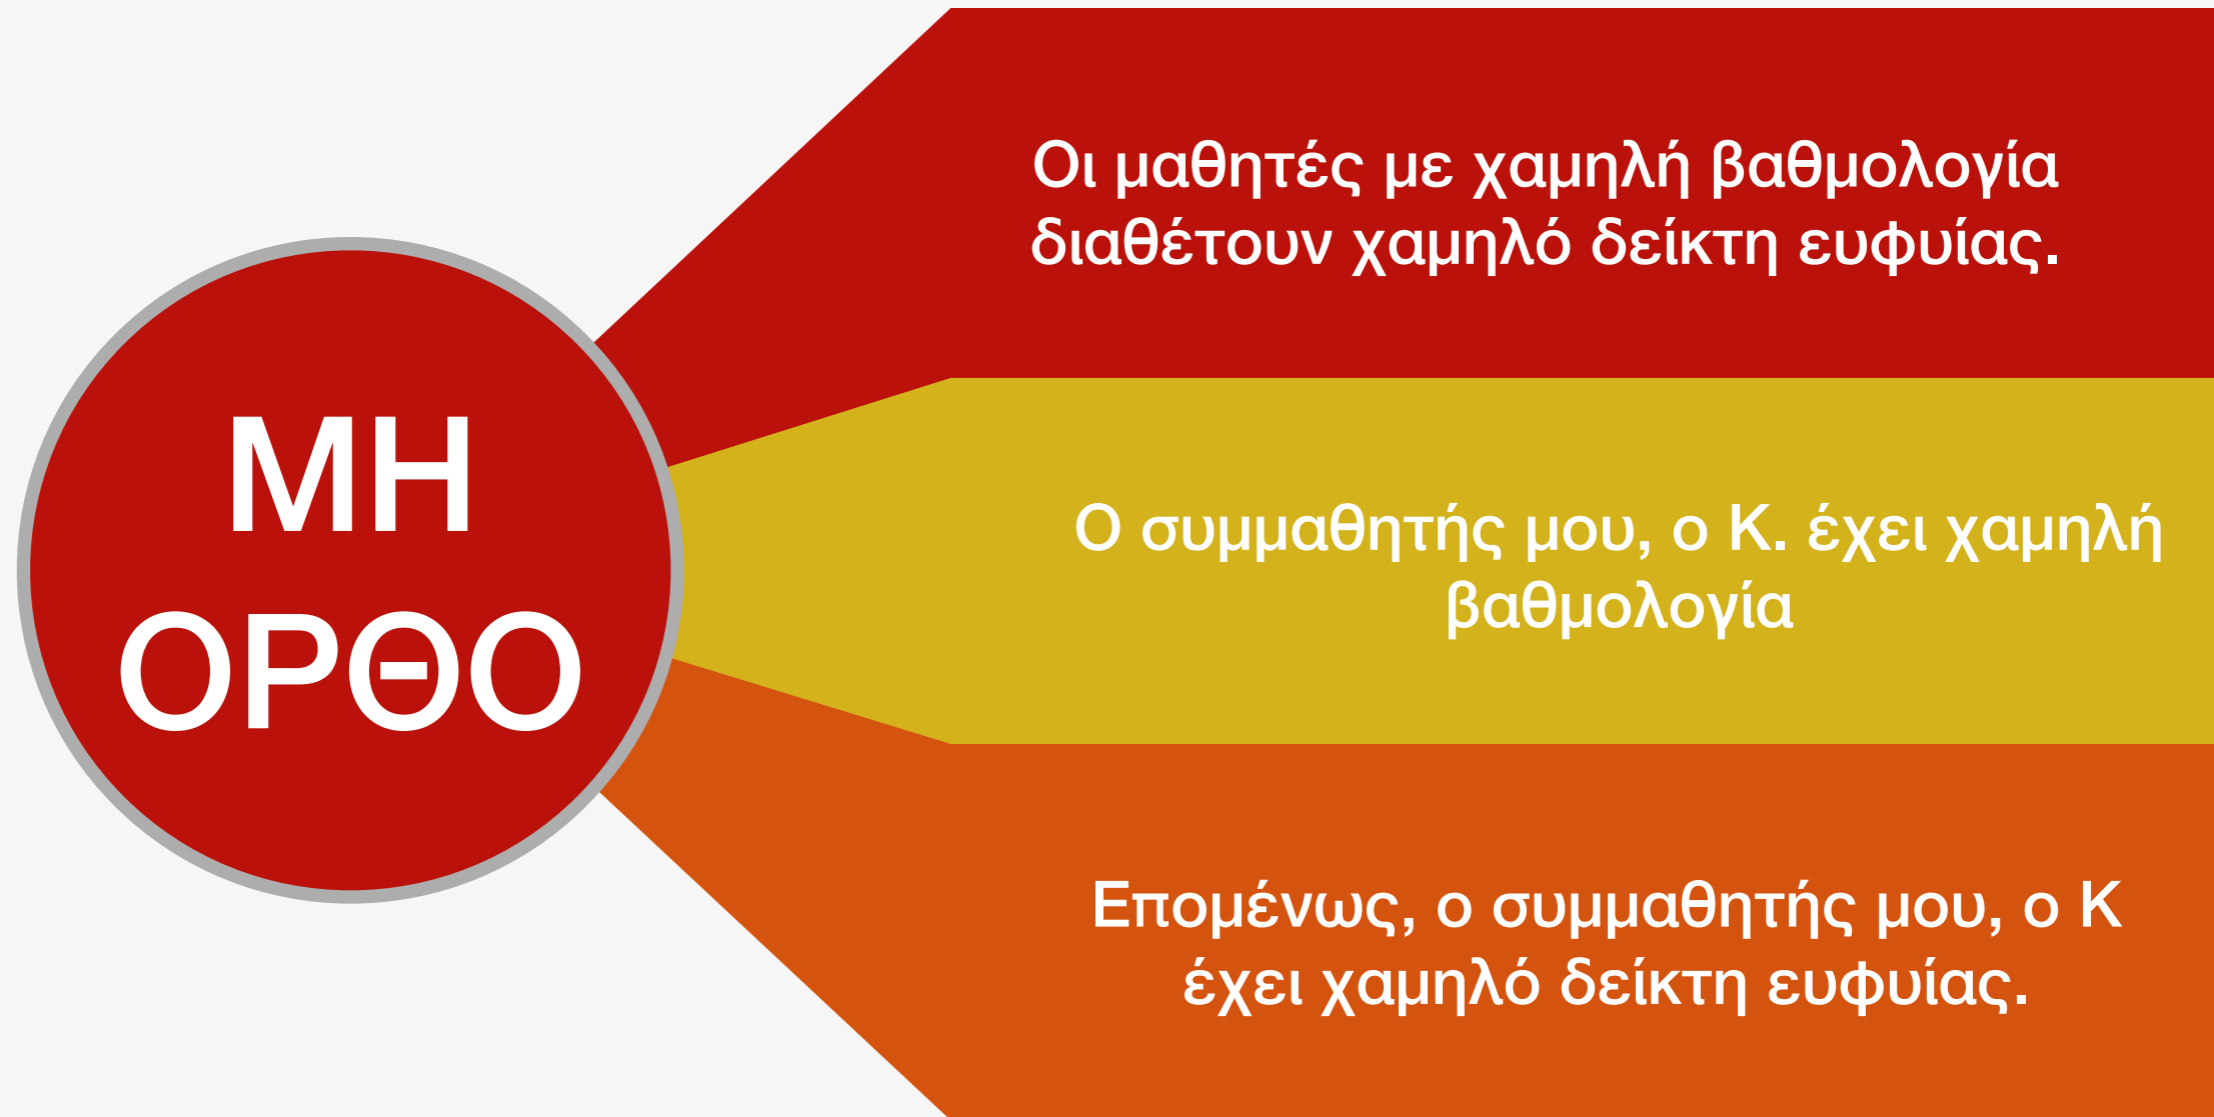 ΜΗ
ΟΡΘΟ
Οι μαθητές με χαμηλή βαθμολογία
διαθέτουν χαμηλό δείκτη ευφυίας.
Ο συμμαθητής μου, ο Κ. έχει χαμηλή
βαθμολογία
Επομένως, ο συμμαθητής μου, ο Κ
έχει χαμηλό δείκτη ευφυίας.